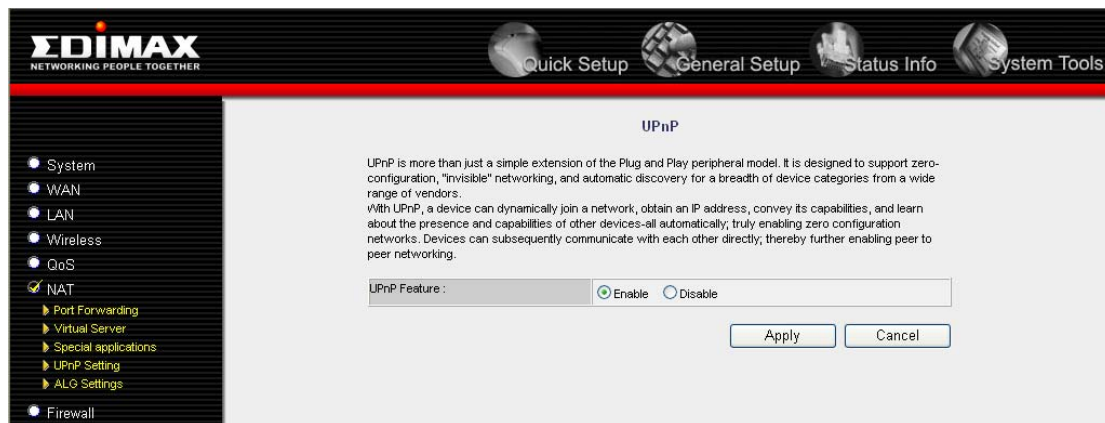 EDIMAX
NETWORKING PEOPLE TOGETHER
Quick Setup
General Setup
Status Info
System Tools
System
WAN
LAN
Wireless
QoS
NAT
Port Forwarding
Virtual Server
Special applications
UPnP Setting
ALG Settings
Firewall
UPnP
UPnP is more than just a simple extension of the Plug and Play peripheral model. It is designed to support zero-
configuration, "invisible" networking, and automatic discovery for a breadth of device categories from a wide
range of vendors.
With UPnP, a device can dynamically join a network, obtain an IP address, convey its capabilities, and learn
about the presence and capabilities of other devices-all automatically; truly enabling zero configuration
networks. Devices can subsequently communicate with each other directly; thereby further enabling peer to
peer networking.
UPnP Feature : Enable Disable
Apply Cancel